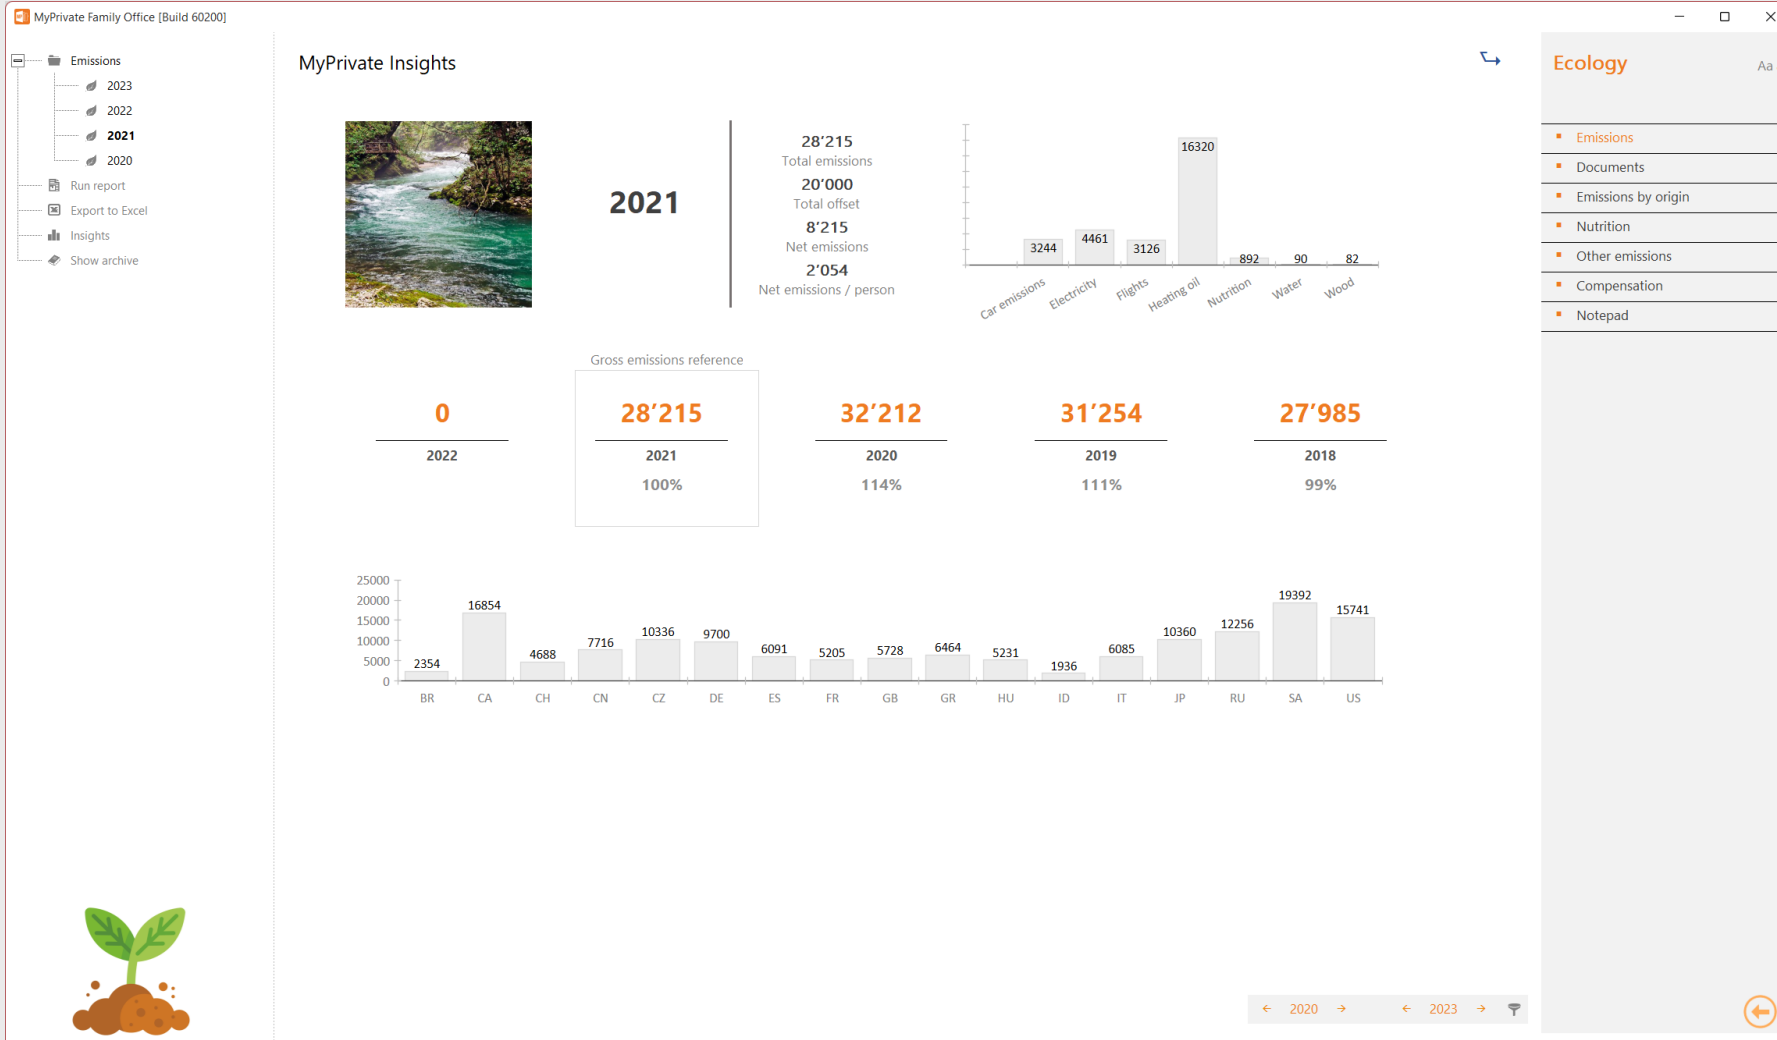 MyPrivate Family Office [Build 60200]
Emissions
2023
2022
2021
2020
Run report
Export to Excel
Insights
Show archive
MyPrivate Insights
2021
28’215
Total emissions
20’000
Total offset
8’215
Net emissions
2’054
Net emissions / person
3244 4461 3126 16320 892 90 82
Car emissions Electricity Flights Heating oil Nutrition Water Wood
Gross emissions reference
0 28’215 32’212 31’254 27’985
2022 2021 2020 2019 2018
100% 114% 111% 99%
25000
20000
15000
10000
5000
0
2354 16854 4688 7716 10336 9700 6091 5205 5728 6464 5231 1936 6085 10360 12256 19392 15741
BR CA CH CN CZ DE ES FR GB GR HU ID IT JP RU SA US
2020 2023
Ecology Aa
Emissions
Documents
Emissions by origin
Nutrition
Other emissions
Compensation
Notepad